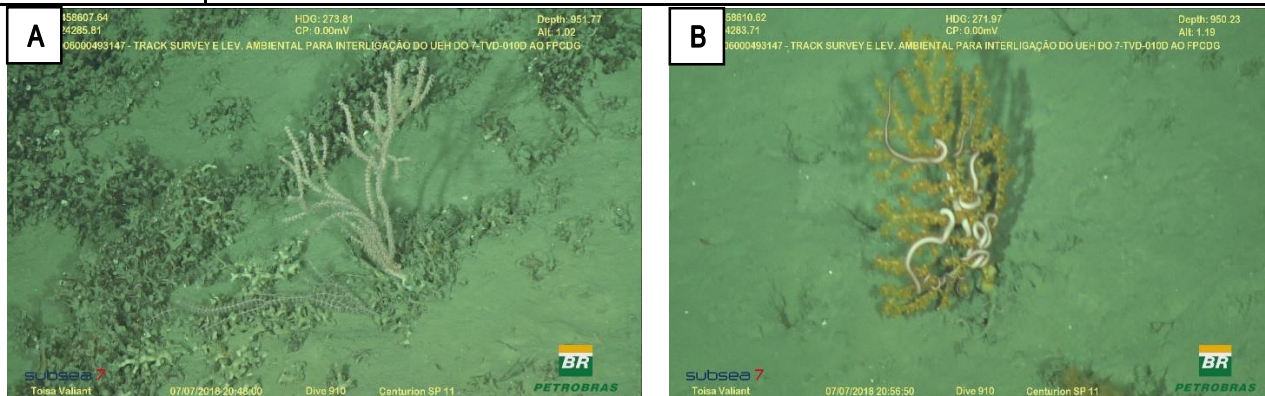 A
458607.64
24285.81
HDG: 273.81
CP: 0.00mV
Depth: 951.77
Alt: 1.02
06000493147 - TRACK SURVEY E LEV. AMBIENTAL PARA INTERLIGAÇÃO DO UEH DO 7-TVD-010D AO FPCDG
subsea 7
BR
PETROBRAS
Toisa Valiant
07/07/2018 20:48:00
Dive 910
Centurion SP 11
B
58610.62
4283.71
HDG: 271.97
CP: 0.00mV
Depth: 950.23
Alt: 1.19
06000493147 - TRACK SURVEY E LEV. AMBIENTAL PARA INTERLIGAÇÃO DO UEH DO 7-TVD-010D AO FPCDG
subsea 7
BR
PETROBRAS
Toisa Valiant
07/07/2018 20:56:50
Dive 910
Centurion SP 11